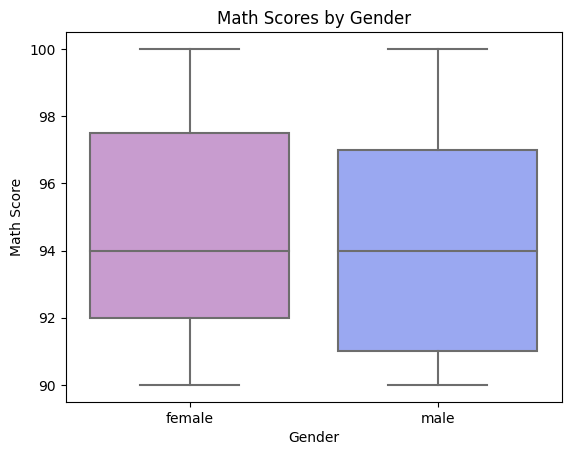 Math Scores by Gender
100
98
96
94
92
90
Math Score
female male
Gender